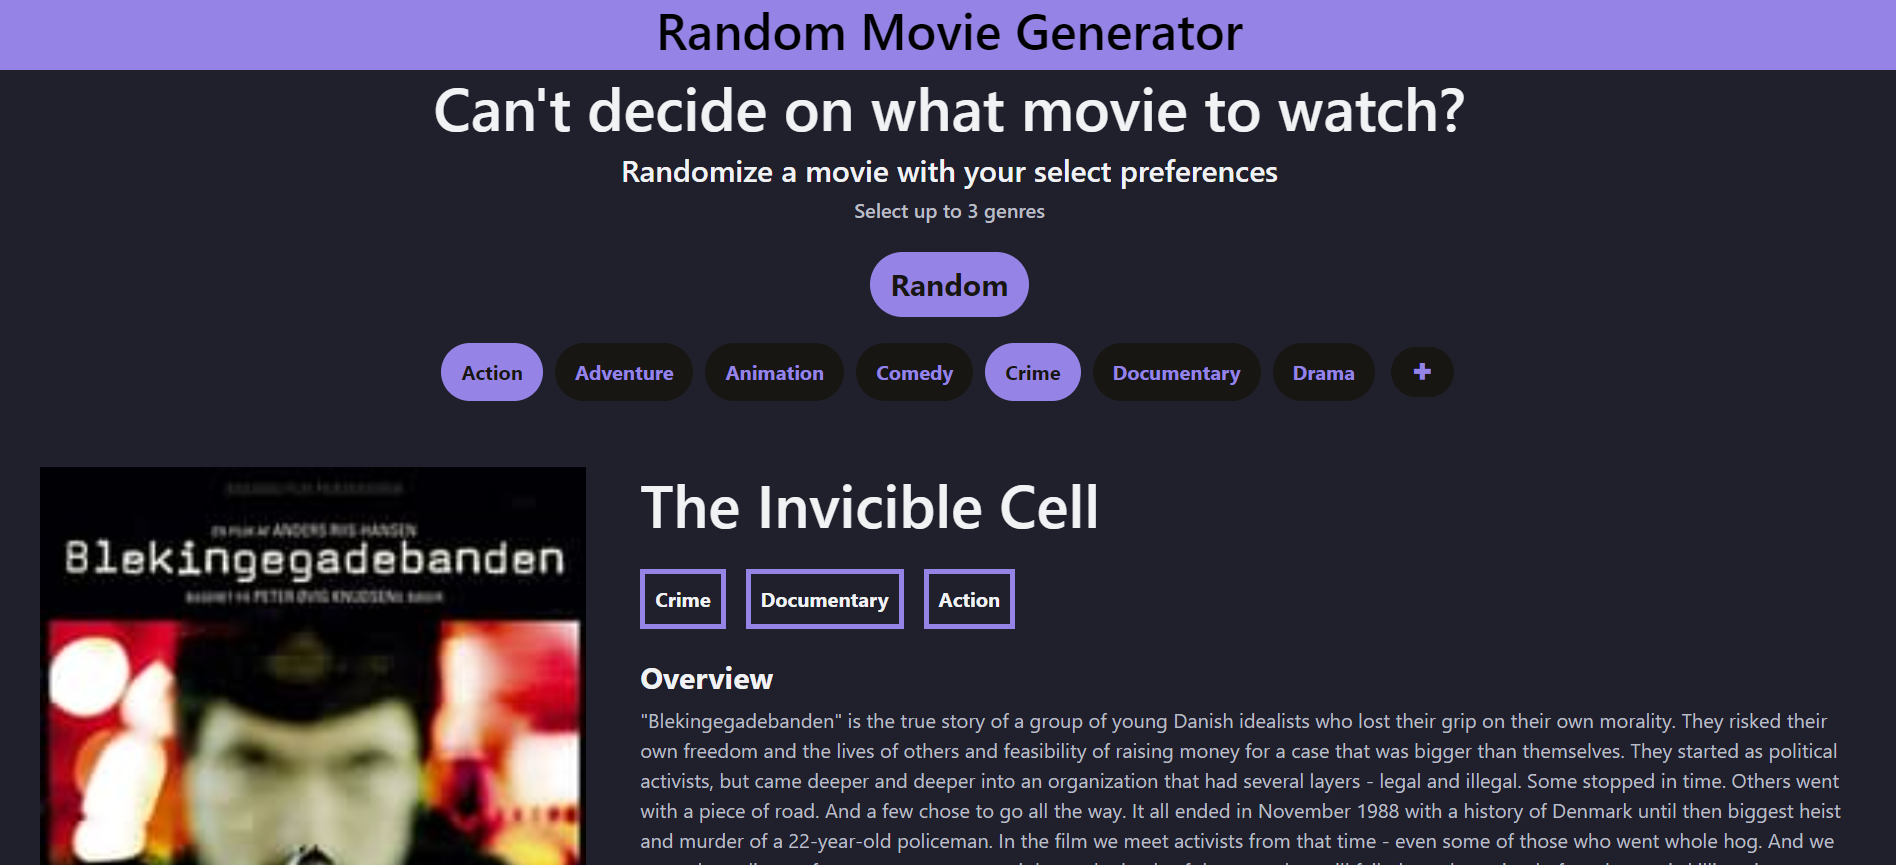 Random Movie Generator
Can't decide on what movie to watch?
Randomize a movie with your select preferences
Select up to 3 genres
Random
Action Adventure Animation Comedy Crime Documentary Drama +
EN FILM AF ANDERS RIIS-HANSEN
Blekingegadebanden
PETER ØVIG KNUDSENs
The Invicible Cell
Crime Documentary Action
Overview
"Blekingegadebanden" is the true story of a group of young Danish idealists who lost their grip on their own morality. They risked their
own freedom and the lives of others and feasibility of raising money for a case that was bigger than themselves. They started as political
activists, but came deeper and deeper into an organization that had several layers - legal and illegal. Some stopped in time. Others went
with a piece of road. And a few chose to go all the way. It all ended in November 1988 with a history of Denmark until then biggest heist
and murder of a 22-year-old policeman. In the film we meet activists from that time - even some of those who went whole hog. And we